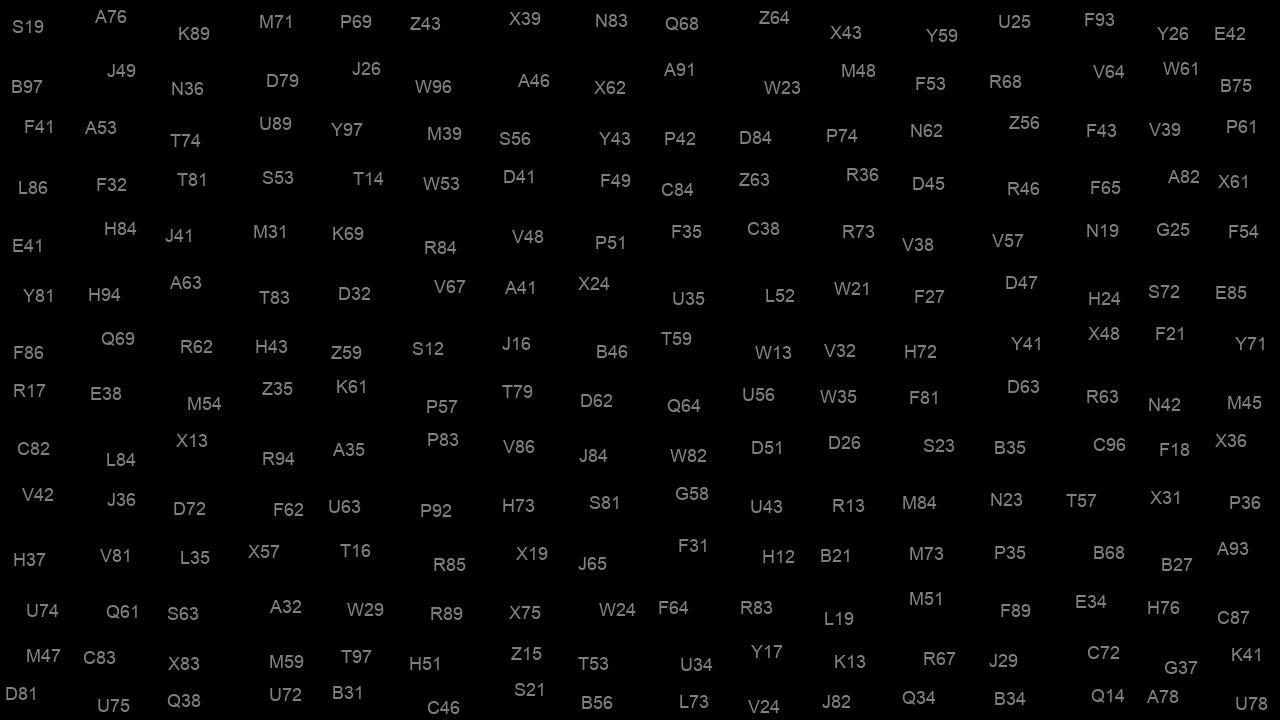 S19 A76 K89 M71 P69 Z43 X39 N83 Q68 Z64 X43 Y59 U25 F93 Y26 E42
B97 J49 N36 D79 J26 W96 A46 X62 A91 W23 M48 F53 R68 V64 W61 B75
F41 A53 T74 U89 Y97 M39 S56 Y43 P42 D84 P74 N62 Z56 F43 V39 P61
L86 F32 T81 S53 T14 W53 D41 F49 C84 Z63 R36 D45 R46 F65 A82 X61
E41 H84 J41 M31 K69 R84 V48 P51 F35 C38 R73 V38 V57 N19 G25 F54
Y81 H94 A63 T83 D32 V67 A41 X24 U35 L52 W21 F27 D47 H24 S72 E85
F86 Q69 R62 H43 Z59 S12 J16 B46 T59 W13 V32 H72 Y41 X48 F21 Y71
R17 E38 M54 Z35 K61 P57 T79 D62 Q64 U56 W35 F81 D63 R63 N42 M45
C82 L84 X13 R94 A35 P83 V86 J84 W82 D51 D26 S23 B35 C96 F18 X36
V42 J36 D72 F62 U63 P92 H73 S81 G58 U43 R13 M84 N23 T57 X31 P36
H37 V81 L35 X57 T16 R85 X19 J65 F31 H12 B21 M73 P35 B68 B27 A93
U74 Q61 S63 A32 W29 R89 X75 W24 F64 R83 L19 M51 F89 E34 H76 C87
M47 C83 X83 M59 T97 H51 Z15 T53 U34 Y17 K13 R67 J29 C72 G37 K41
D81 U75 Q38 U72 B31 C46 S21 B56 L73 V24 J82 Q34 B34 Q14 A78 U78